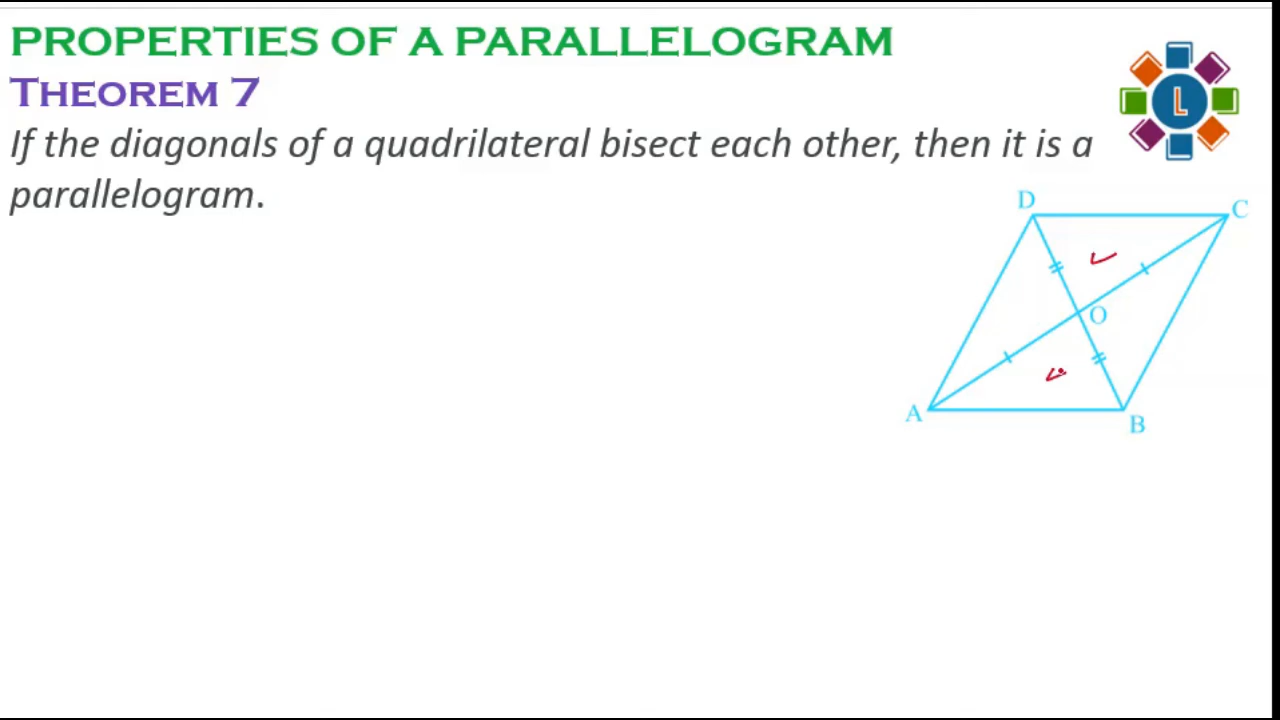 PROPERTIES OF A PARALLELOGRAM
THEOREM 7
If the diagonals of a quadrilateral bisect each other, then it is a
parallelogram.
L
D
C
O
A
B